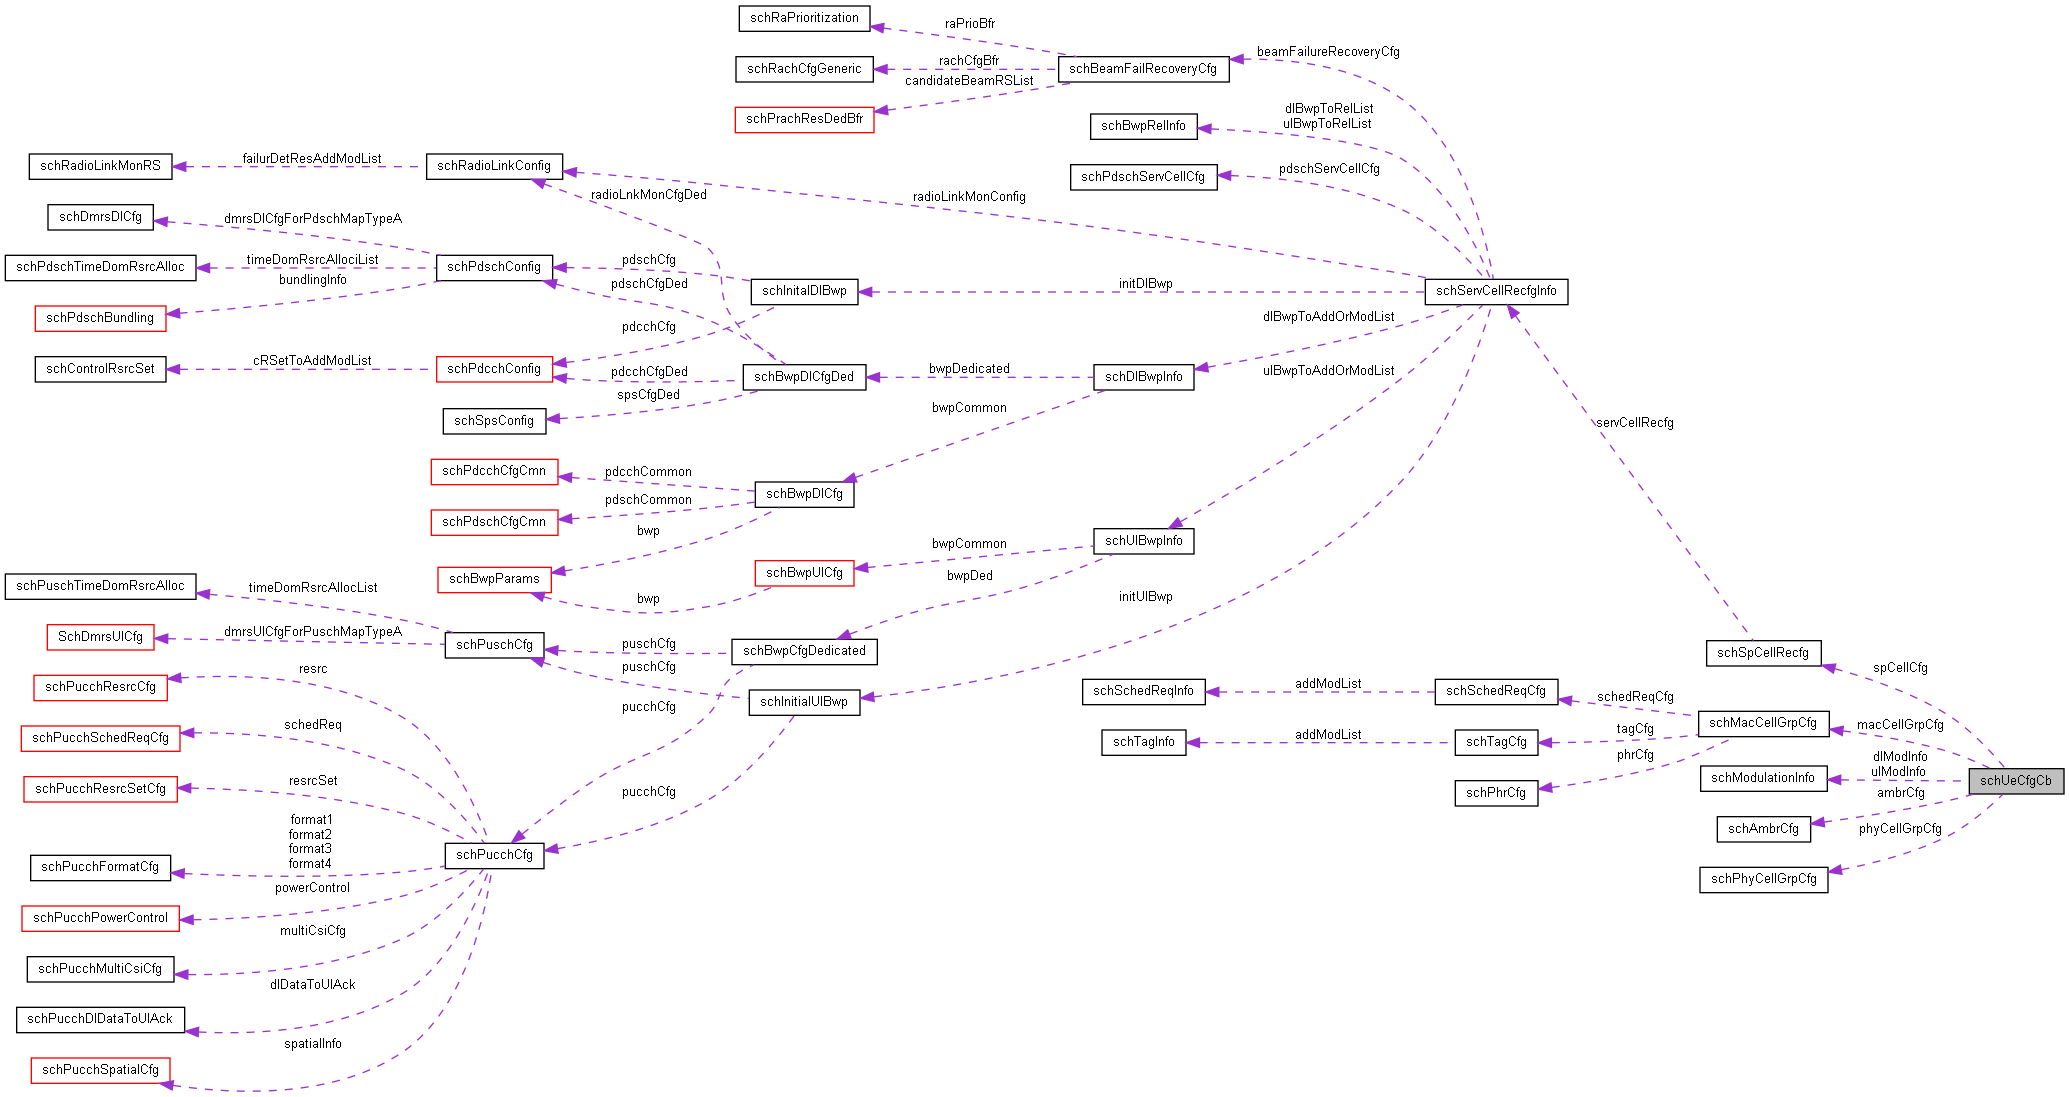 schRaPrioritization
raPrioBfr
beamFailureRecoveryCfg
schRachCfgGeneric
rachCfgBfr
schBeamFailRecoveryCfg
candidateBeamRSList
schPrachResDedBfr
dlBwpToRelList
ulBwpToRelList
schBwpRelInfo
schRadioLinkMonRS
failurDetResAddModList
schRadioLinkConfig
schPdschServCellCfg
pdschServCellCfg
radioLnkMonCfgDed
radioLinkMonConfig
schDmrsDlCfg
dmrsDlCfgForPdschMapTypeA
schPdschTimeDomRsrcAlloc
timeDomRsrcAllociList
schPdschConfig
pdschCfg
bundlingInfo
pdschCfgDed
schInitalDlBwp
initDlBwp
schServCellRecfgInfo
schPdschBundling
pdcchCfg
dlBwpToAddOrModList
schControlRsrcSet
cRSetToAddModList
schPdcchConfig
pdcchCfgDed
schBwpDlCfgDed
bwpDedicated
schDlBwpInfo
ulBwpToAddOrModList
spsCfgDed
schSpsConfig
bwpCommon
servCellRecfg
schPdcchCfgCmn
pdcchCommon
schBwpDlCfg
pdschCommon
schPdschCfgCmn
bwp
bwpCommon
schUlBwpInfo
schBwpParams
schBwpUlCfg
bwpDed
schPuschTimeDomRsrcAlloc
timeDomRsrcAllocList
bwp
initUlBwp
SchDmrsUlCfg
dmrsUlCfgForPuschMapTypeA
schPuschCfg
puschCfg
schBwpCfgDedicated
schSpCellRecfg
resrc
puschCfg
spCellCfg
schPucchResrcCfg
pucchCfg
schInitialUlBwp
schSchedReqInfo
addModList
schSchedReqCfg
schedReqCfg
schedReq
schMacCellGrpCfg
macCellGrpCfg
schPucchSchedReqCfg
schTagInfo
addModList
schTagCfg
tagCfg
phrCfg
dlModInfo
ulModInfo
schPucchResrcSetCfg
resrcSet
pucchCfg
schPhrCfg
schModulationInfo
schUeCfgCb
ambrCfg
format1
format2
format3
format4
schAmbrCfg
phyCellGrpCfg
schPucchCfg
schPucchFormatCfg
schPhyCellGrpCfg
powerControl
schPucchPowerControl
multiCsiCfg
schPucchMultiCsiCfg
dlDataToUlAck
schPucchDlDataToUlAck
spatialInfo
schPucchSpatialCfg